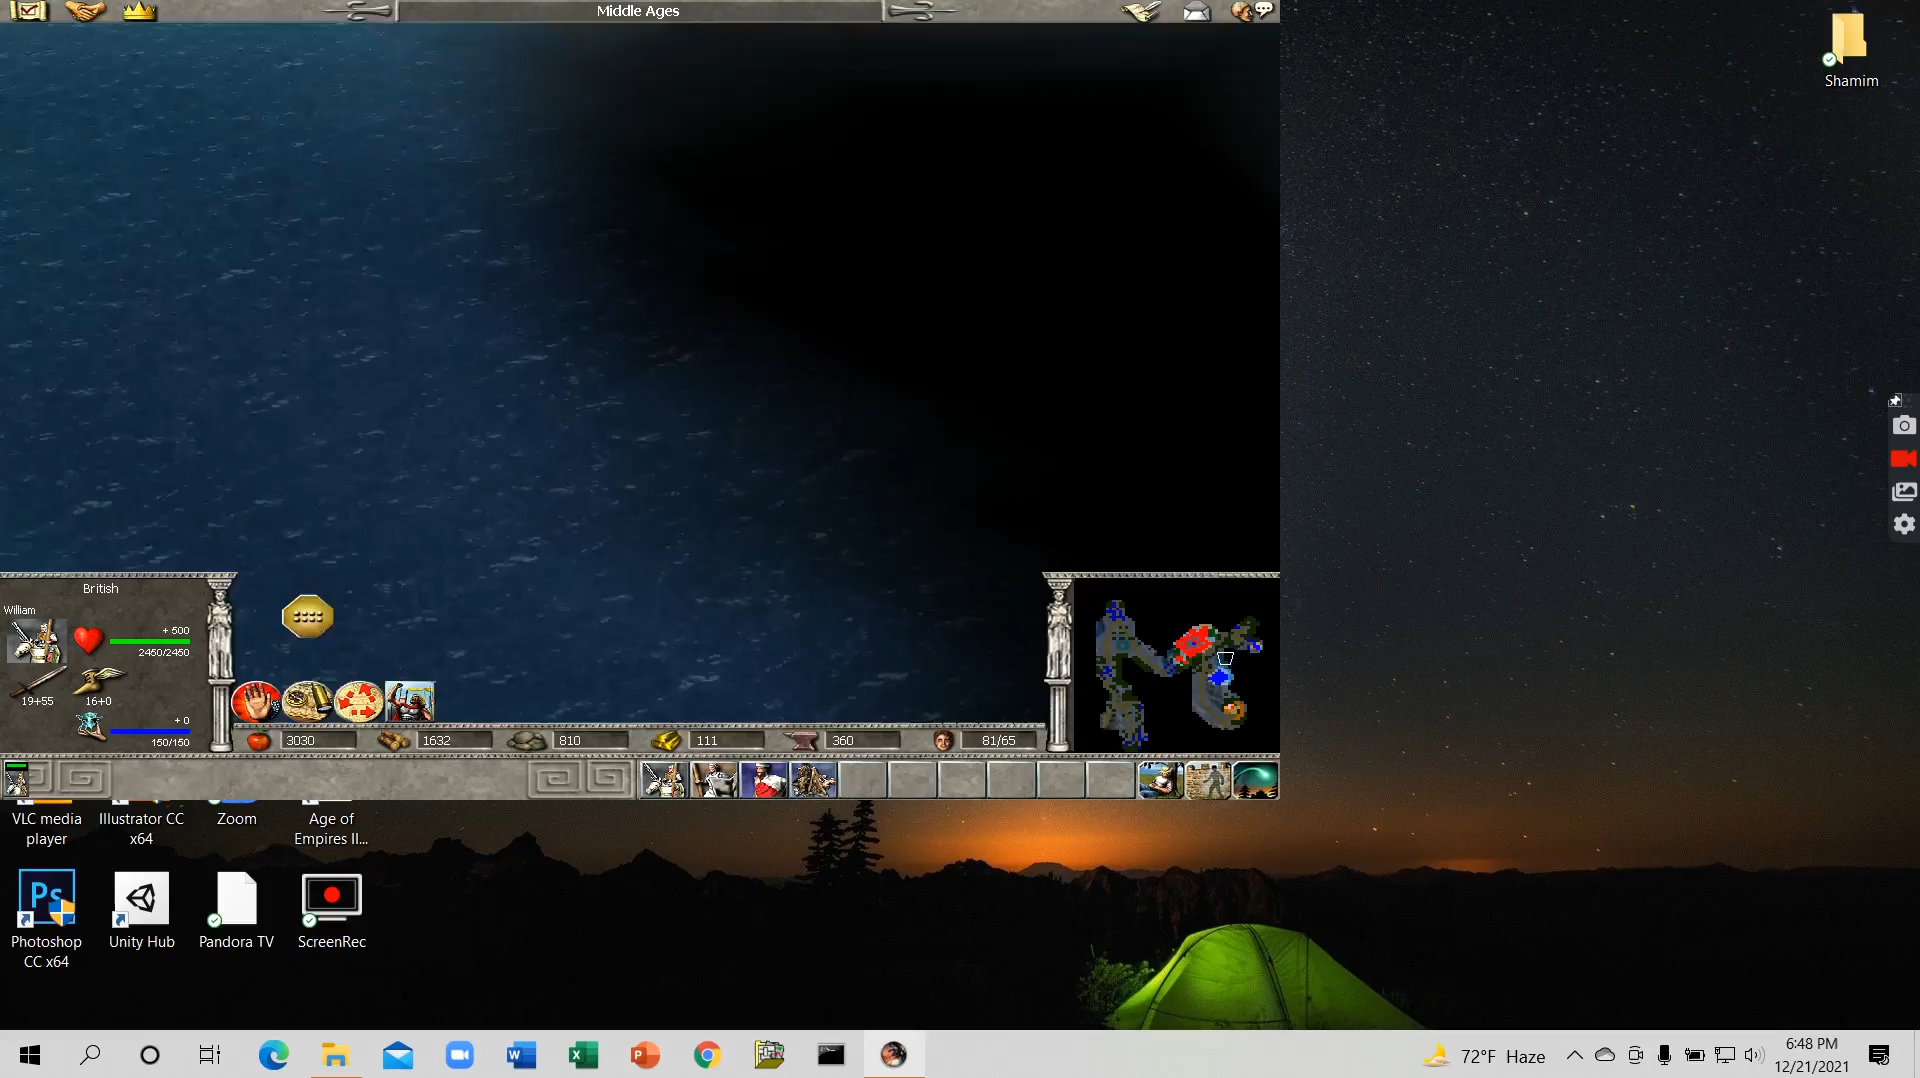 Middle Ages
Shamim
British
William
+ 500
2450/2450
19+55
16+0
+ 0
150/150
3030
1632
810
111
360
81/65
VLC media
player
Illustrator CC
x64
Zoom
Age of
Empires II...
Ps
Photoshop
CC x64
Unity Hub
Pandora TV
ScreenRec
72°F Haze
6:48 PM
12/21/2021